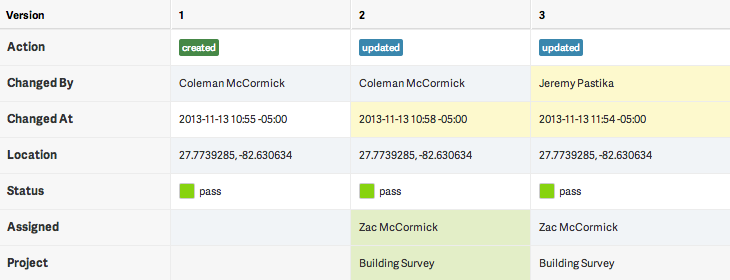 Version 1 2 3
Action created updated updated
Changed By Coleman McCormick Coleman McCormick Jeremy Pastika
Changed At 2013-11-13 10:55 -05:00 2013-11-13 10:58 -05:00 2013-11-13 11:54 -05:00
Location 27.7739285,-82.630634 27.7739285,-82.630634 27.7739285,-82.630634
Status pass pass pass
Assigned Zac McCormick Zac McCormick
Project Building Survey Building Survey